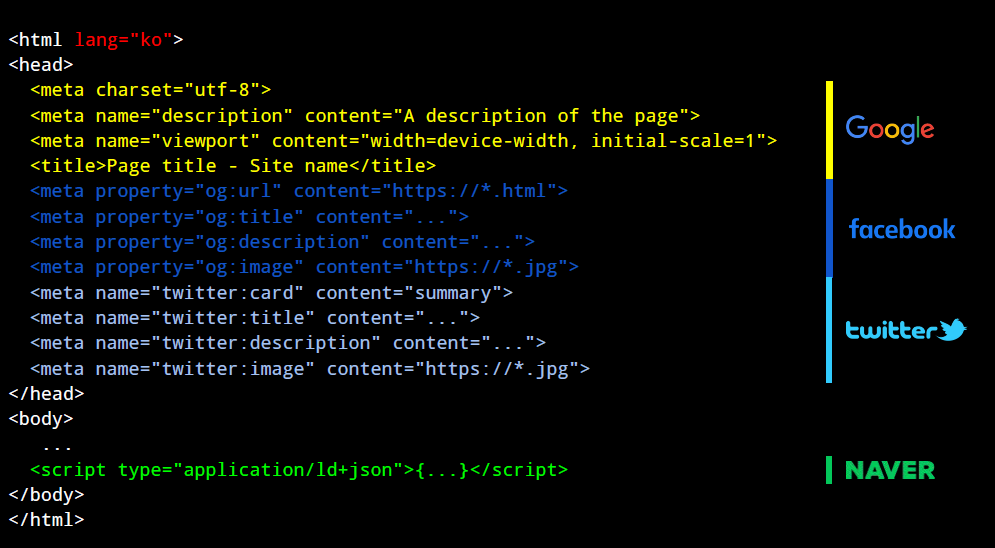 <html lang="ko">
<head>
  <meta charset="utf-8">
  <meta name="description" content="A description of the page">
  <meta name="viewport" content="width=device-width, initial-scale=1">
  <title>Page title - Site name</title>
  <meta property="og:url" content="https://*.html">
  <meta property="og:title" content="...">
  <meta property="og:description" content="...">
  <meta property="og:image" content="https://*.jpg">
  <meta name="twitter:card" content="summary">
  <meta name="twitter:title" content="...">
  <meta name="twitter:description" content="...">
  <meta name="twitter:image" content="https://*.jpg">
</head>
<body>
   ...
  <script type="application/ld+json">{...}</script>
</body>
</html>
Google
facebook
twitter
NAVER